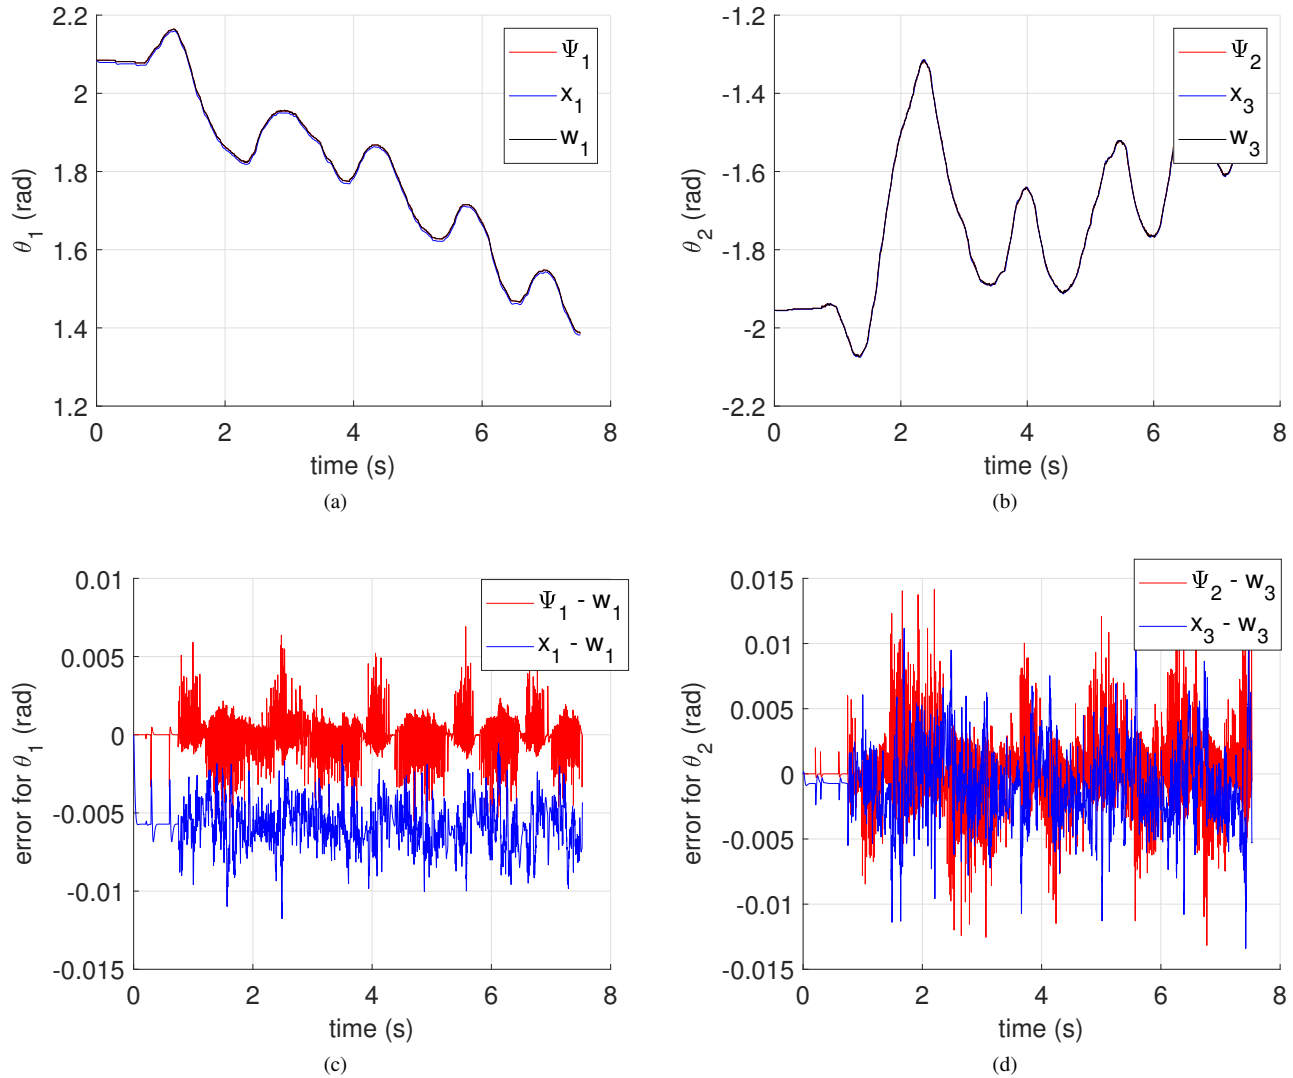 2.2
2
1.8
1.6
1.4
1.2
0
2
4
6
8
θ1 (rad)
time (s)
Ψ1
x1
w1
(a)
-1.2
-1.4
-1.6
-1.8
-2
-2.2
0
2
4
6
8
θ2 (rad)
time (s)
Ψ2
x3
w3
(b)
0.01
0.005
0
-0.005
-0.01
-0.015
0
2
4
6
8
error for θ1 (rad)
time (s)
Ψ1 - w1
x1 - w1
(c)
0.015
0.01
0.005
0
-0.005
-0.01
-0.015
0
2
4
6
8
error for θ2 (rad)
time (s)
Ψ2 - w3
x3 - w3
(d)